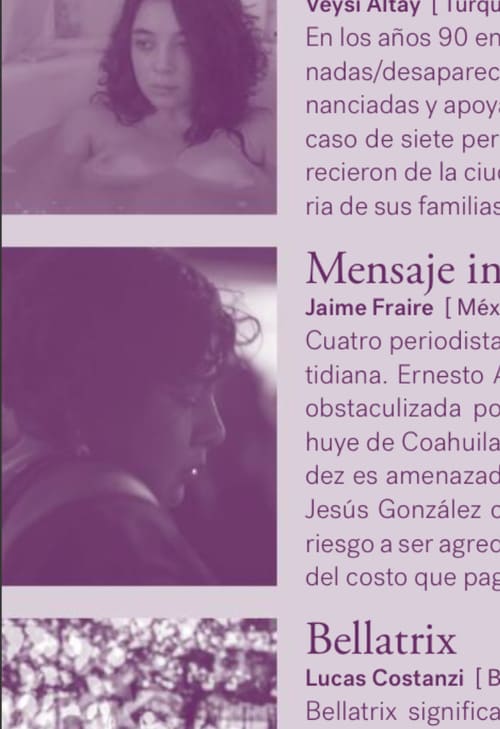 Veysi Altay [ Turqu
En los años 90 en
nadas/desaparec
nanciadas y apoya
caso de siete per
recieron de la ciud
ria de sus familias
Mensaje in
Jaime Fraire [ Méx
Cuatro periodista
tidiana. Ernesto A
obstaculizada po
huye de Coahuila
dez es amenazad
Jesús González c
riesgo a ser agred
del costo que pag
Bellatrix
Lucas Costanzi [ B
Bellatrix significa